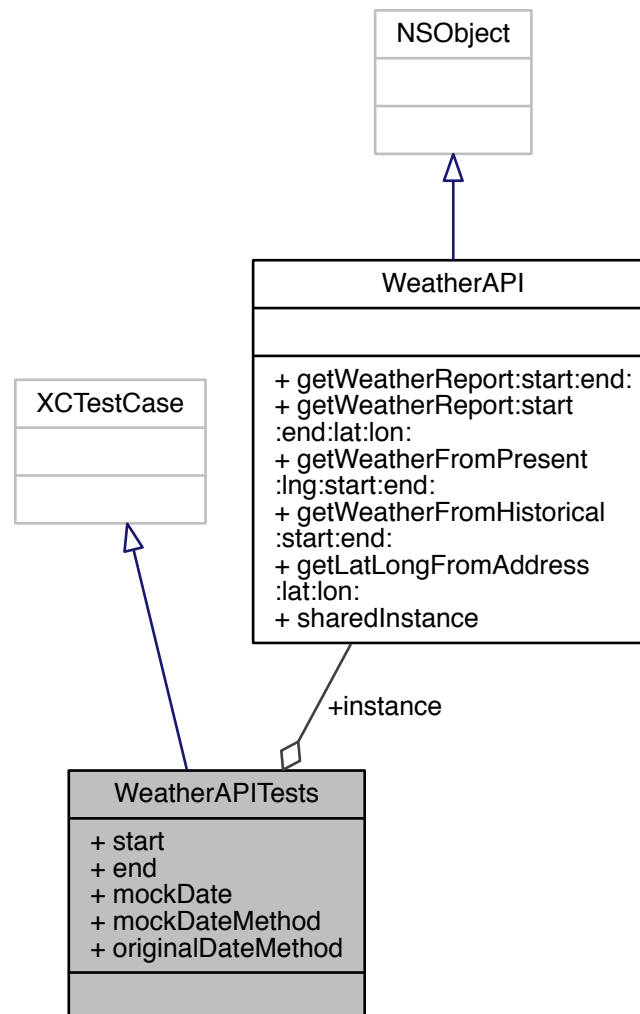 NSObject
WeatherAPI
+ getWeatherReport:start:end:
+ getWeatherReport:start
:end:lat:lon:
+ getWeatherFromPresent
:lng:start:end:
+ getWeatherFromHistorical
:start:end:
+ getLatLongFromAddress
:lat:lon:
+ sharedInstance
XCTestCase
+instance
WeatherAPITests
+ start
+ end
+ mockDate
+ mockDateMethod
+ originalDateMethod